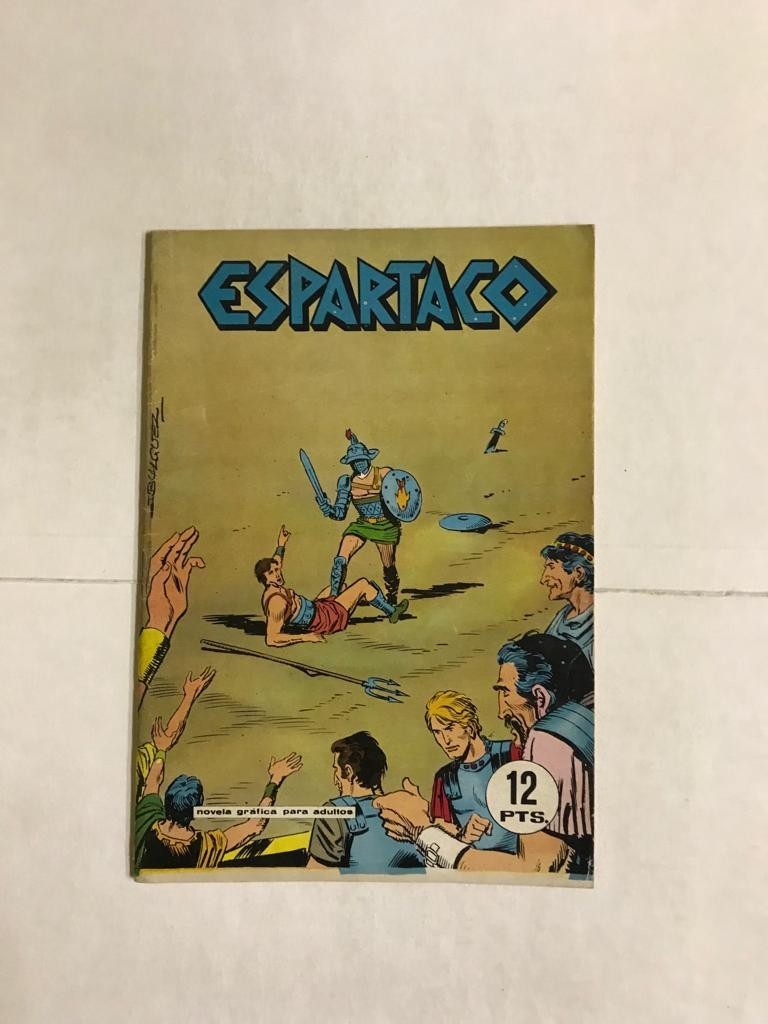 ESPARTACO
novela gráfica para adultos
12
PTS.